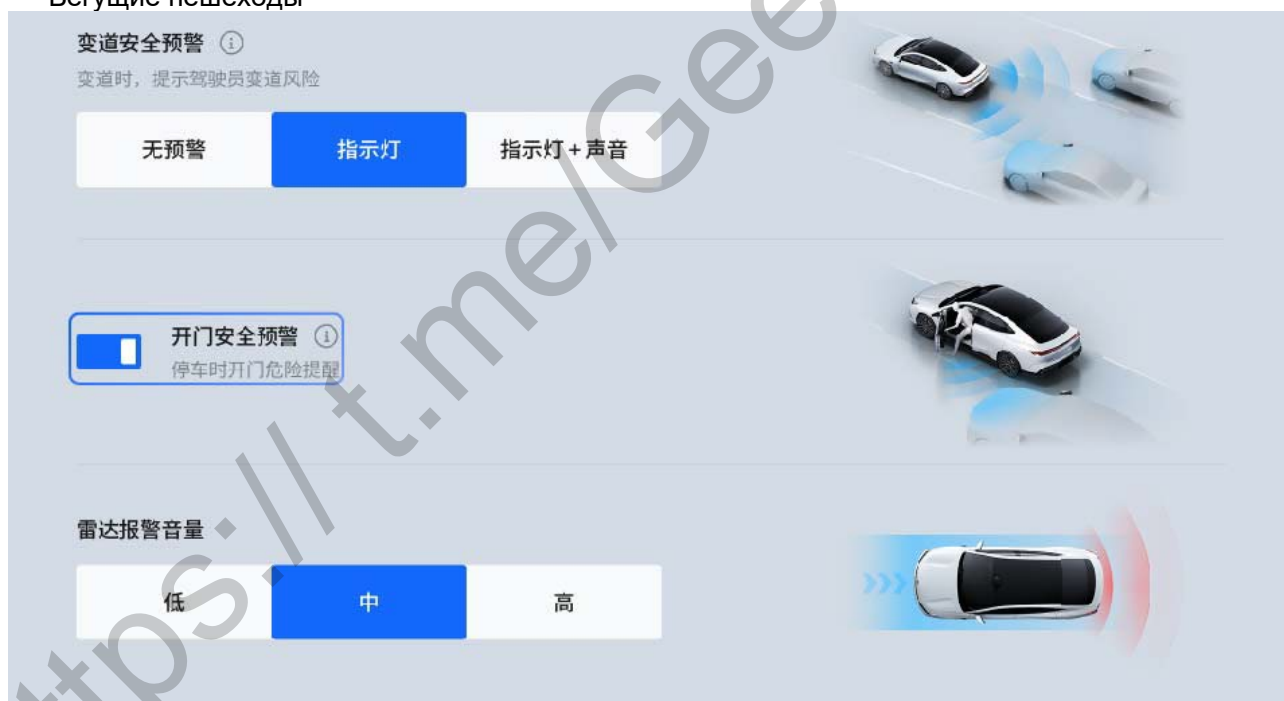 Бегущие пешеходы
变道安全预警
变道时，提示驾驶员变道风险
无预警 指示灯 指示灯+声音
开门安全预警
停车时开门危险提醒
雷达报警音量
低 中 高
ttps:// t.me/Gee